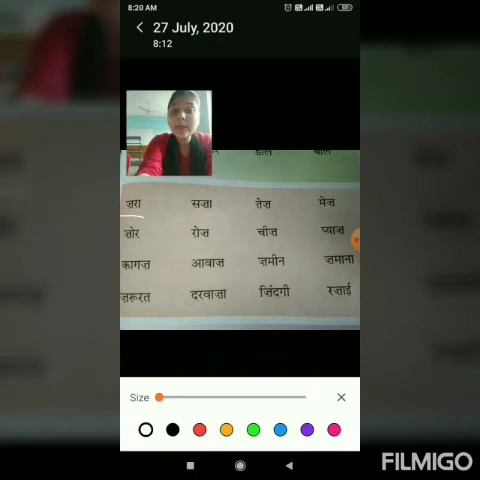 8:20 AM
27 July, 2020
8:12
ज़रा सज़ा तेज़ मेज़
ज़ोर रोज़ चीज़ प्याज़
कागज़ आवाज़ ज़मीन ज़माना
ज़रूरत दरवाज़ा ज़िंदगी रज़ाई
Size
FILMIGO